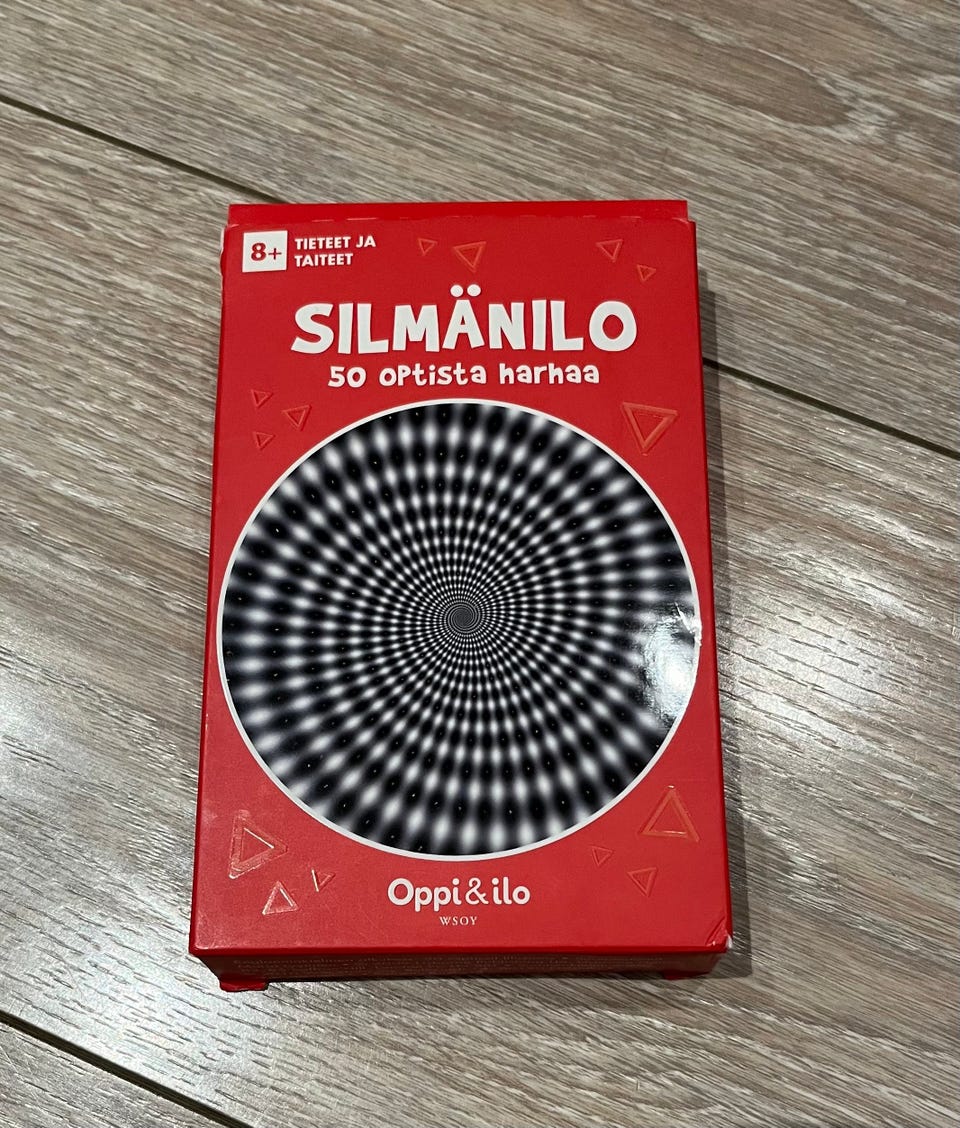 8+
TIETEET JA
TAITEET
SILMÄNILO
50 optista harhaa
Oppi&ilo
WSOY